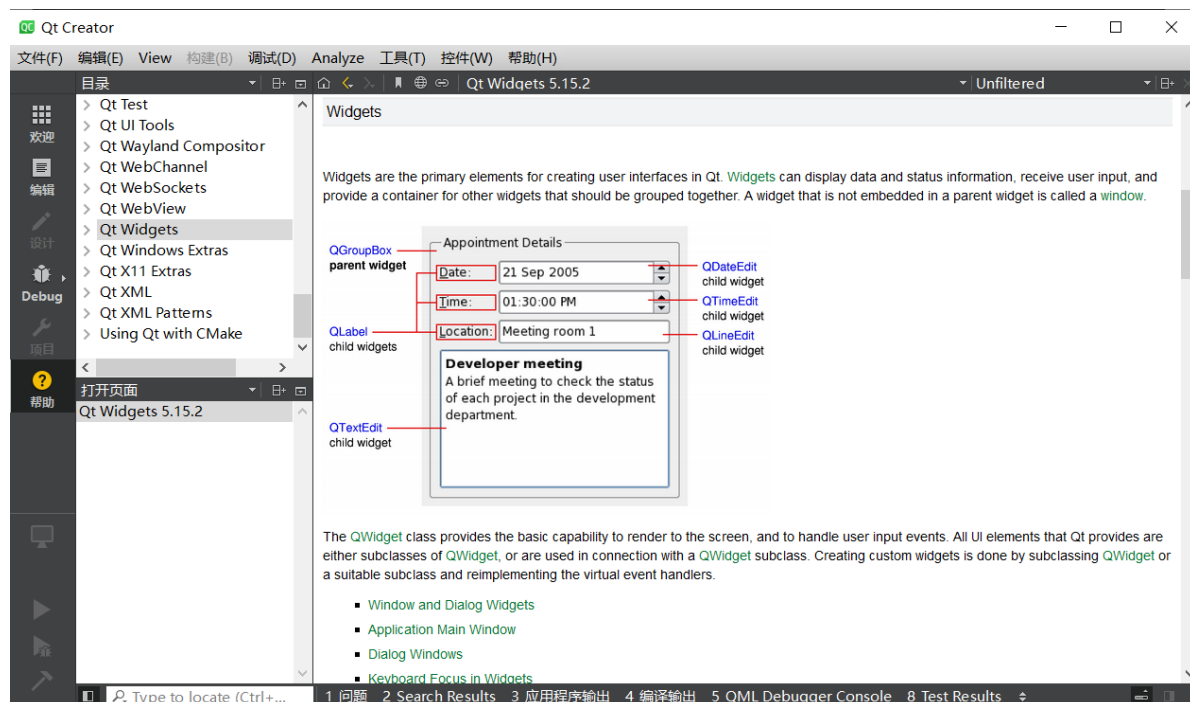 Qt Creator
文件(F) 编辑(E) View 构建(B) 调试(D) Analyze 工具(T) 控件(W) 帮助(H)
目录
Qt Widgets 5.15.2
Unfiltered
欢迎
编辑
设计
Debug
项目
帮助
Qt Test
Qt UI Tools
Qt Wayland Compositor
Qt WebChannel
Qt WebSockets
Qt WebView
Qt Widgets
Qt Windows Extras
Qt X11 Extras
Qt XML
Qt XML Patterns
Using Qt with CMake
打开页面
Qt Widgets 5.15.2
Widgets
Widgets are the primary elements for creating user interfaces in Qt. Widgets can display data and status information, receive user input, and
provide a container for other widgets that should be grouped together. A widget that is not embedded in a parent widget is called a window.
QGroupBox
parent widget
QLabel
child widgets
QTextEdit
child widget
Appointment Details
Date: 21 Sep 2005
Time: 01:30:00 PM
Location: Meeting room 1
Developer meeting
A brief meeting to check the status
of each project in the development
department.
QDateEdit
child widget
QTimeEdit
child widget
QLineEdit
child widget
The QWidget class provides the basic capability to render to the screen, and to handle user input events. All UI elements that Qt provides are
either subclasses of QWidget, or are used in connection with a QWidget subclass. Creating custom widgets is done by subclassing QWidget or
a suitable subclass and reimplementing the virtual event handlers.
Window and Dialog Widgets
Application Main Window
Dialog Windows
Keyboard Focus in Widgets
Type to locate (Ctrl+...
1 问题 2 Search Results 3 应用程序输出 4 编译输出 5 QML Debugger Console 8 Test Results